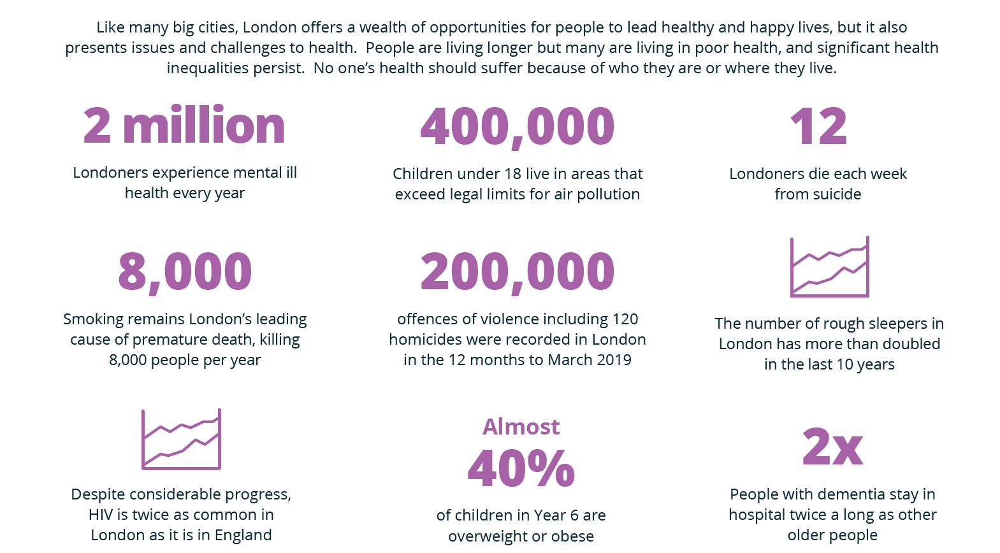 Like many big cities, London offers a wealth of opportunities for people to lead healthy and happy lives, but it also
presents issues and challenges to health.  People are living longer but many are living in poor health, and significant health
inequalities persist.  No one’s health should suffer because of who they are or where they live.
2 million
Londoners experience mental ill
health every year
400,000
Children under 18 live in areas that
exceed legal limits for air pollution
12
Londoners die each week
from suicide
8,000
Smoking remains London’s leading
cause of premature death, killing
8,000 people per year
200,000
offences of violence including 120
homicides were recorded in London
in the 12 months to March 2019
The number of rough sleepers in
London has more than doubled
in the last 10 years
Despite considerable progress,
HIV is twice as common in
London as it is in England
Almost
40%
of children in Year 6 are
overweight or obese
2x
People with dementia stay in
hospital twice a long as other
older people